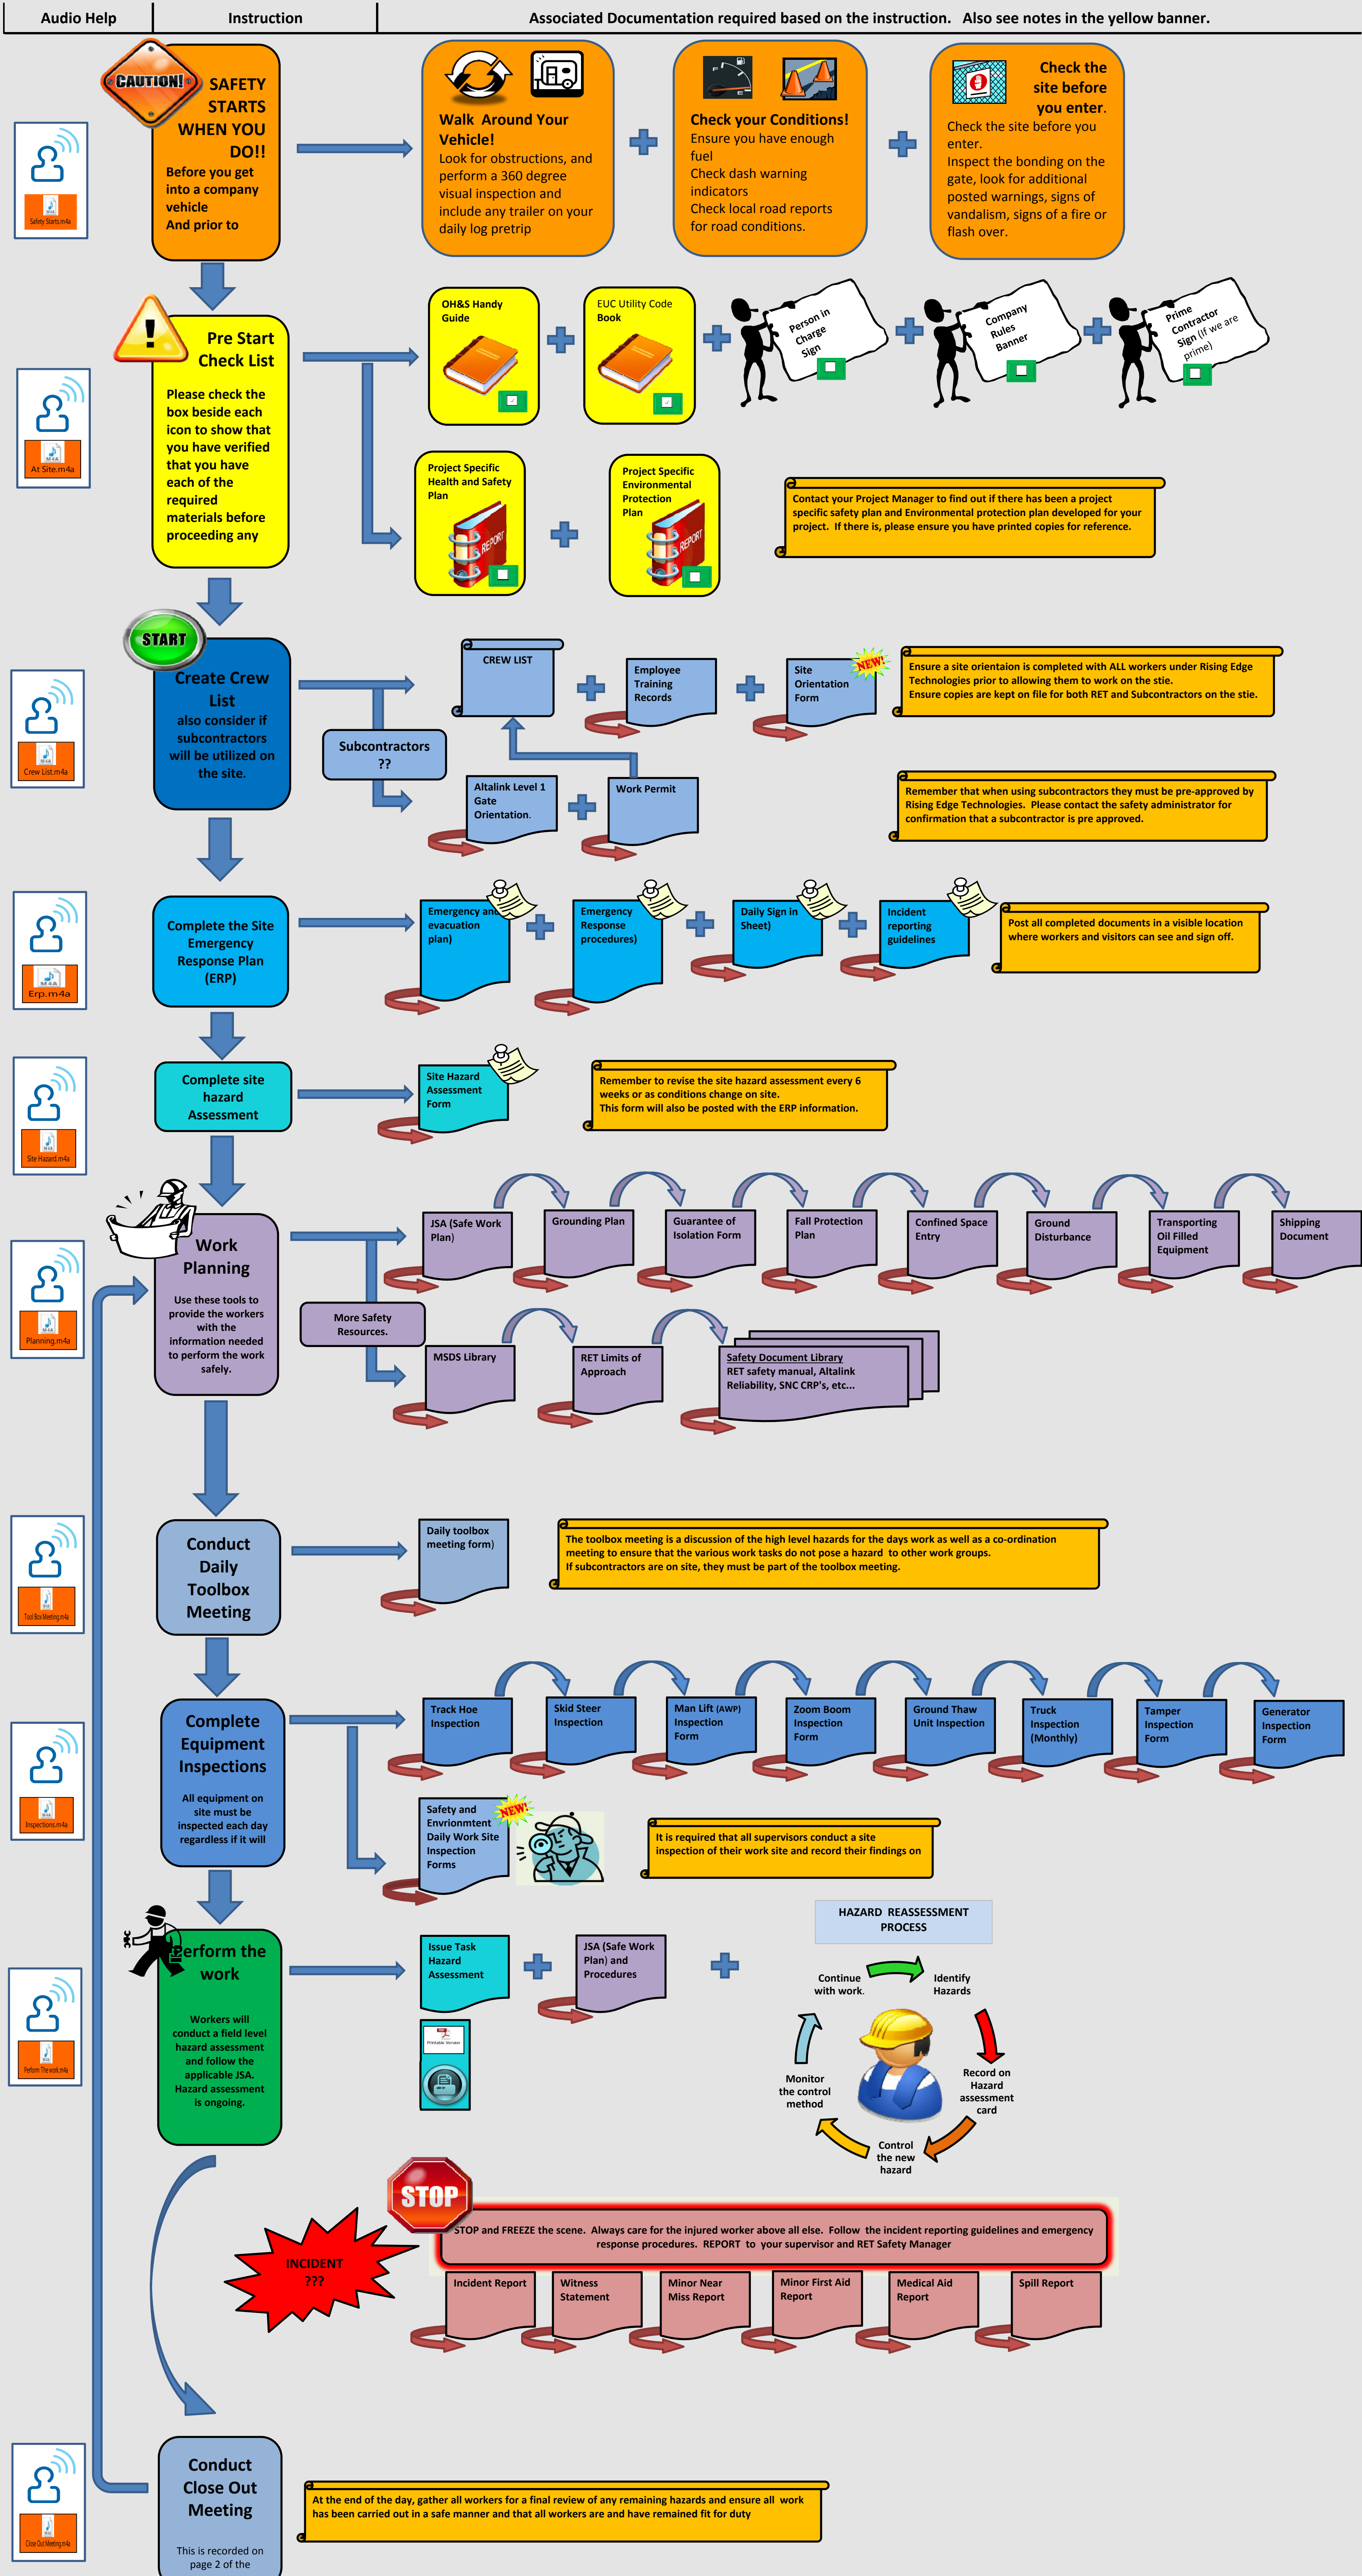 Audio Help
Instruction
Associated Documentation required based on the instruction.   Also see notes in the yellow banner.
CAUTION!
SAFETY
STARTS
WHEN YOU
DO!!
Before you get
into a company
vehicle
And prior to
Safety Starts.m4a
Walk  Around Your
Vehicle!
Look for obstructions, and
perform a 360 degree
visual inspection and
include any trailer on your
daily log pretrip
Check your Conditions!
Ensure you have enough
fuel
Check dash warning
indicators
Check local road reports
for road conditions.
Check the
site before
you enter.
Check the site before you
enter.
Inspect the bonding on the
gate, look for additional
posted warnings, signs of
vandalism, signs of a fire or
flash over.
Pre Start
Check List
Please check the
box beside each
icon to show that
you have verified
that you have
each of the
required
materials before
proceeding any
M4A
At Site.m4a
OH&S Handy
Guide
EUC Utility Code
Book
Person in
Charge
Sign
Company
Rules
Banner
Prime
Contractor
Sign (If we are
prime)
Project Specific
Health and Safety
Plan
REPORT
Project Specific
Environmental
Protection
Plan
REPORT
Contact your Project Manager to find out if there has been a project
specific safety plan and Environmental protection plan developed for your
project.  If there is, please ensure you have printed copies for reference.
START
Create Crew
List
also consider if
subcontractors
will be utilized on
the site.
Crew List.m4a
Subcontractors
??
CREW LIST
Employee
Training
Records
Site
Orientation
Form
NEW!
Ensure a site orientaion is completed with ALL workers under Rising Edge
Technologies prior to allowing them to work on the stie.
Ensure copies are kept on file for both RET and Subcontractors on the stie.
Altalink Level 1
Gate
Orientation.
Work Permit
Remember that when using subcontractors they must be pre-approved by
Rising Edge Technologies.  Please contact the safety administrator for
confirmation that a subcontractor is pre approved.
Complete the Site
Emergency
Response Plan
(ERP)
M4A
Erp.m4a
Emergency and
evacuation
plan)
Emergency
Response
procedures)
Daily Sign in
Sheet)
Incident
reporting
guidelines
Post all completed documents in a visible location
where workers and visitors can see and sign off.
Complete site
hazard
Assessment
Site Hazard.m4a
Site Hazard
Assessment
Form
Remember to revise the site hazard assessment every 6
weeks or as conditions change on site.
This form will also be posted with the ERP information.
Work
Planning
Use these tools to
provide the workers
with the
information needed
to perform the work
safely.
Planning.m4a
More Safety
Resources.
JSA (Safe Work
Plan)
Grounding Plan
Guarantee of
Isolation Form
Fall Protection
Plan
Confined Space
Entry
Ground
Disturbance
Transporting
Oil Filled
Equipment
Shipping
Document
MSDS Library
RET Limits of
Approach
Safety Document Library
RET safety manual, Altalink
Reliability, SNC CRP's, etc...
Conduct
Daily
Toolbox
Meeting
Tool Box Meeting.m4a
Daily toolbox
meeting form)
The toolbox meeting is a discussion of the high level hazards for the days work as well as a co-ordination
meeting to ensure that the various work tasks do not pose a hazard  to other work groups.
If subcontractors are on site, they must be part of the toolbox meeting.
Complete
Equipment
Inspections
All equipment on
site must be
inspected each day
regardless if it will
Inspections.m4a
Track Hoe
Inspection
Skid Steer
Inspection
Man Lift (AWP)
Inspection
Form
Zoom Boom
Inspection
Form
Ground Thaw
Unit Inspection
Truck
Inspection
(Monthly)
Tamper
Inspection
Form
Generator
Inspection
Form
Safety and
Envrionmtent
Daily Work Site
Inspection
Forms
NEW!
It is required that all supervisors conduct a site
inspection of their work site and record their findings on
Perform the
work
Workers will
conduct a field level
hazard assessment
and follow the
applicable JSA.
Hazard assessment
is ongoing.
Perform The work.m4a
Issue Task
Hazard
Assessment
Printable Version
JSA (Safe Work
Plan) and
Procedures
HAZARD  REASSESSMENT
PROCESS
Continue
with work.
Identify
Hazards
Record on
Hazard
assessment
card
Control
the new
hazard
Monitor
the control
method
STOP
STOP and FREEZE the scene.  Always care for the injured worker above all else.  Follow  the incident reporting guidelines and emergency
response procedures.  REPORT  to  your supervisor and RET Safety Manager
INCIDENT
???
Incident Report
Witness
Statement
Minor Near
Miss Report
Minor First Aid
Report
Medical Aid
Report
Spill Report
Conduct
Close Out
Meeting
This is recorded on
page 2 of the
Close Out Meeting.m4a
At the end of the day, gather all workers for a final review of any remaining hazards and ensure all  work
has been carried out in a safe manner and that all workers are and have remained fit for duty